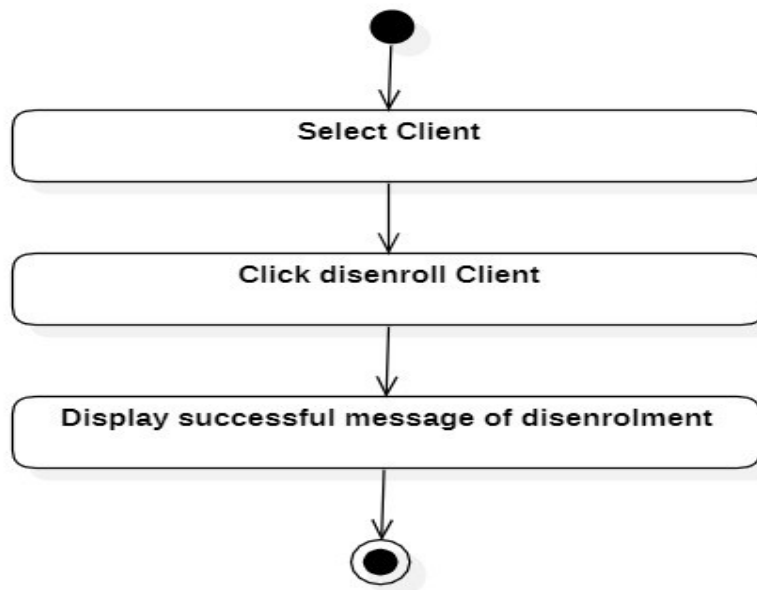 Select Client
Click disenroll Client
Display successful message of disenrolment